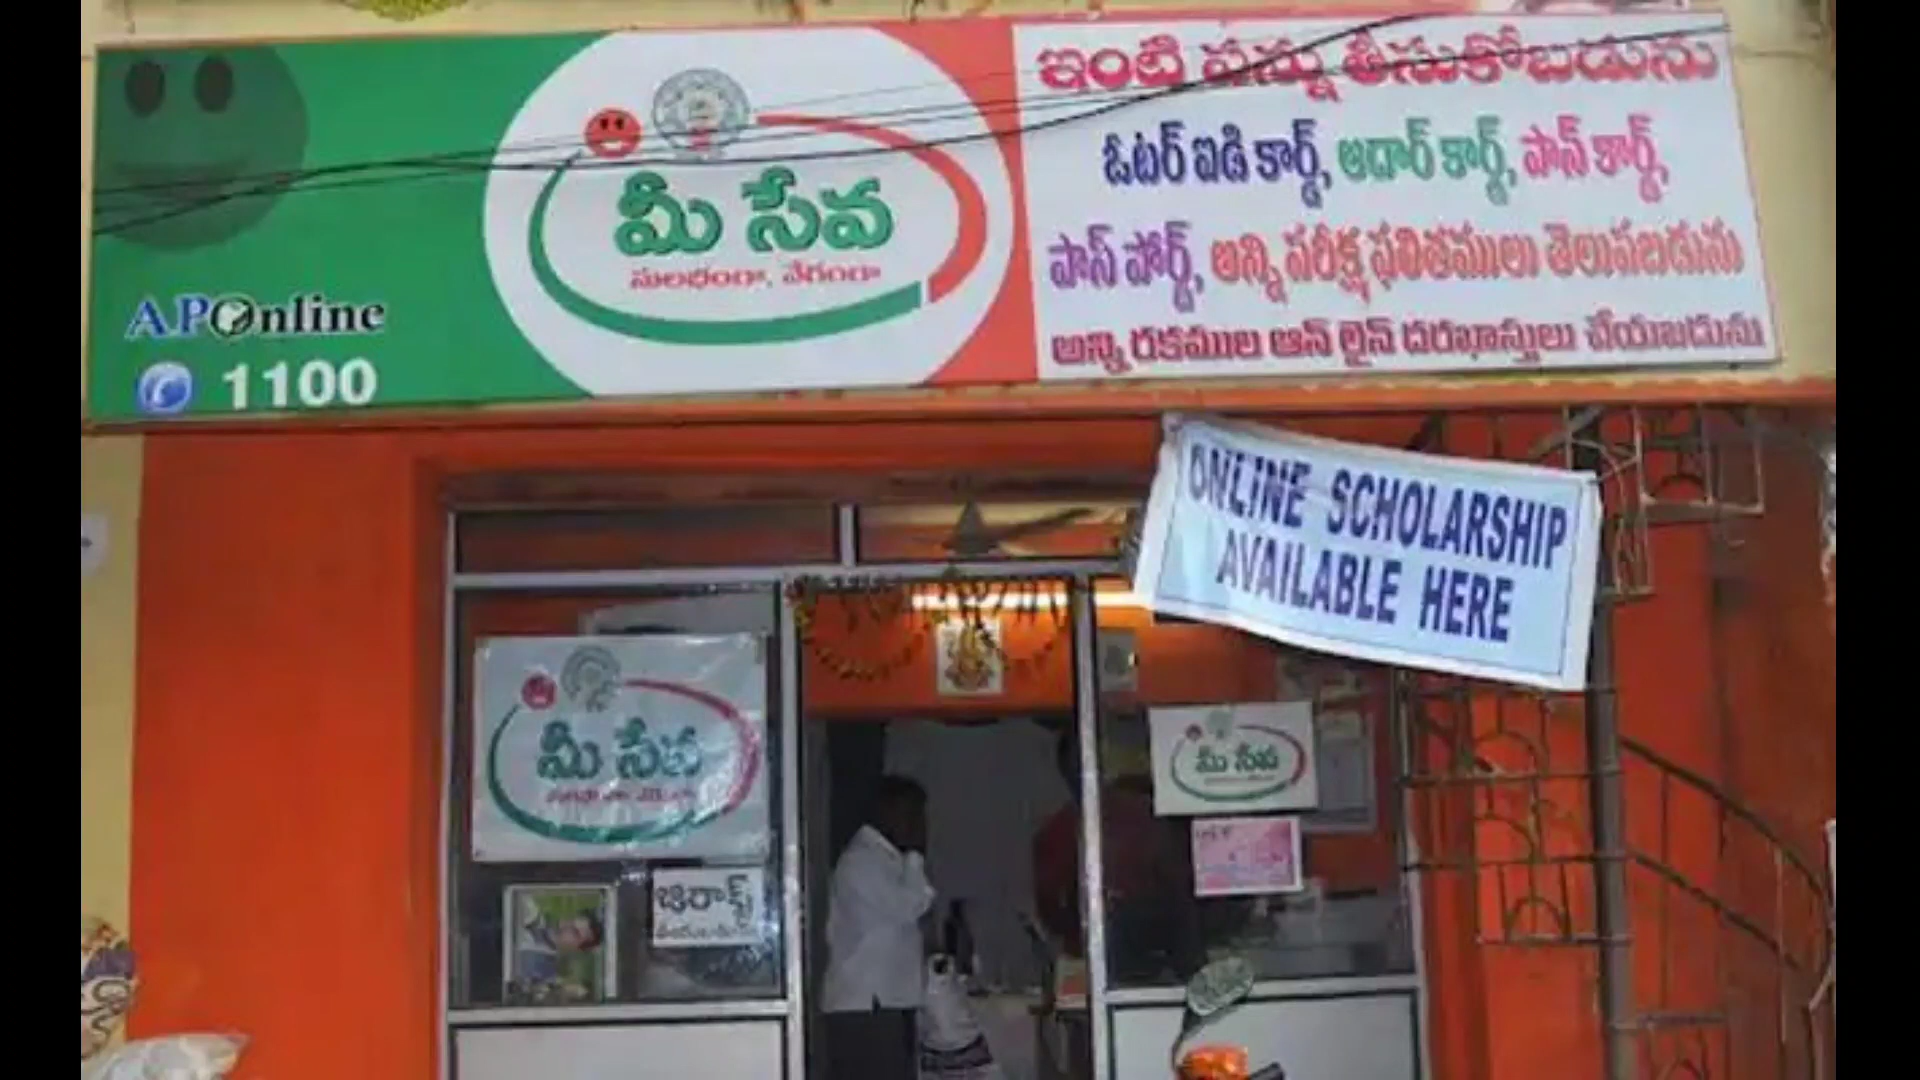 మీ సేవ
సులభంగా, వేగంగా
APOnline
1100
ఇంటి పన్ను తీసుకోబడును
ఓటర్ ఐడి కార్డ్, ఆధార్ కార్డ్, పాన్ కార్డ్,
పాస్ పోర్ట్, అన్ని పరీక్ష ఫలితములు తెలుపబడును
అన్ని రకముల ఆన్ లైన్ దరఖాస్తులు చేయబడును
ONLINE SCHOLARSHIP
AVAILABLE HERE
మీ సేవ
మీ సేవ
జిరాక్స్